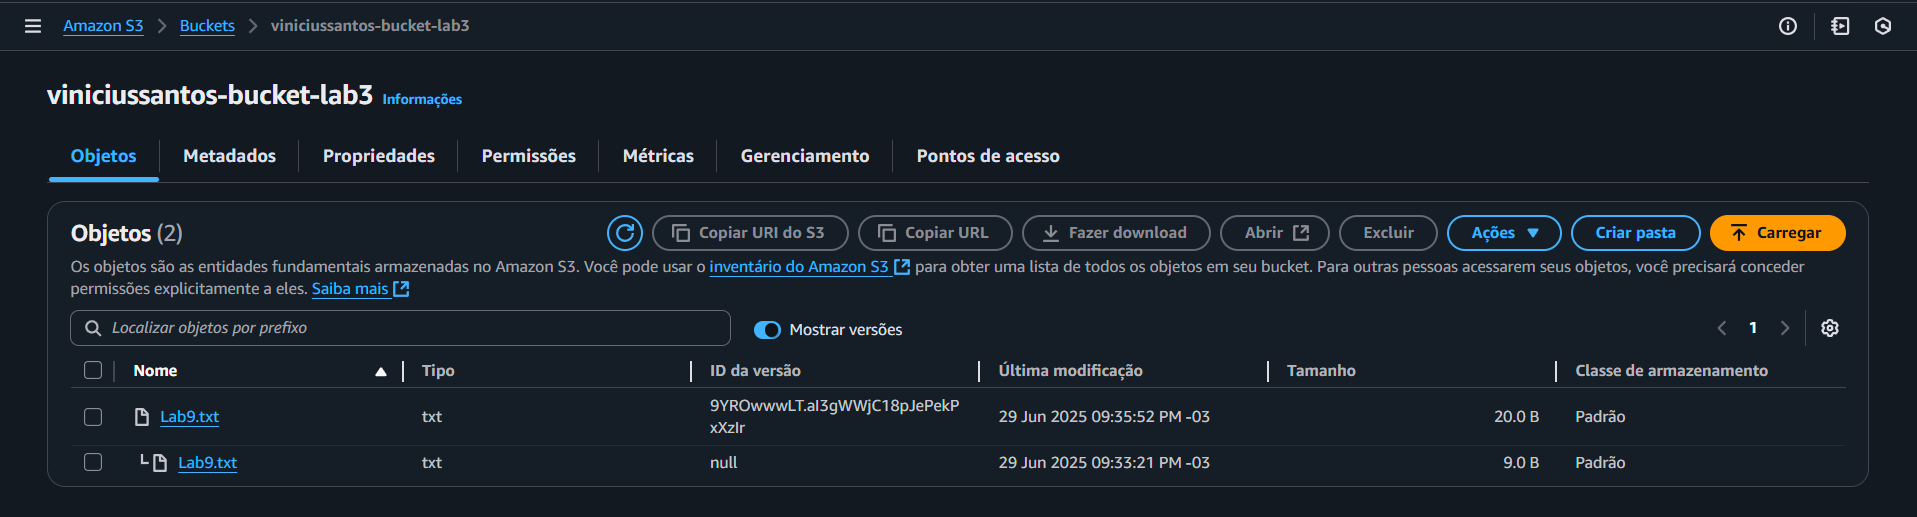 Amazon S3 > Buckets > viniciussantos-bucket-lab3
viniciussantos-bucket-lab3 Informações
Objetos Metadados Propriedades Permissões Métricas Gerenciamento Pontos de acesso
Objetos (2) Copiar URI do S3 Copiar URL Fazer download Abrir Excluir Ações Criar pasta Carregar
Os objetos são as entidades fundamentais armazenadas no Amazon S3. Você pode usar o inventário do Amazon S3 para obter uma lista de todos os objetos em seu bucket. Para outras pessoas acessarem seus objetos, você precisará conceder
permissões explicitamente a eles. Saiba mais
Localizar objetos por prefixo Mostrar versões 1
Nome Tipo ID da versão Última modificação Tamanho Classe de armazenamento
Lab9.txt txt 9YROwwwLT.aI3gWWjC18pJePekP 29 Jun 2025 09:35:52 PM -03 20.0 B Padrão
xXzIr
Lab9.txt txt null 29 Jun 2025 09:33:21 PM -03 9.0 B Padrão